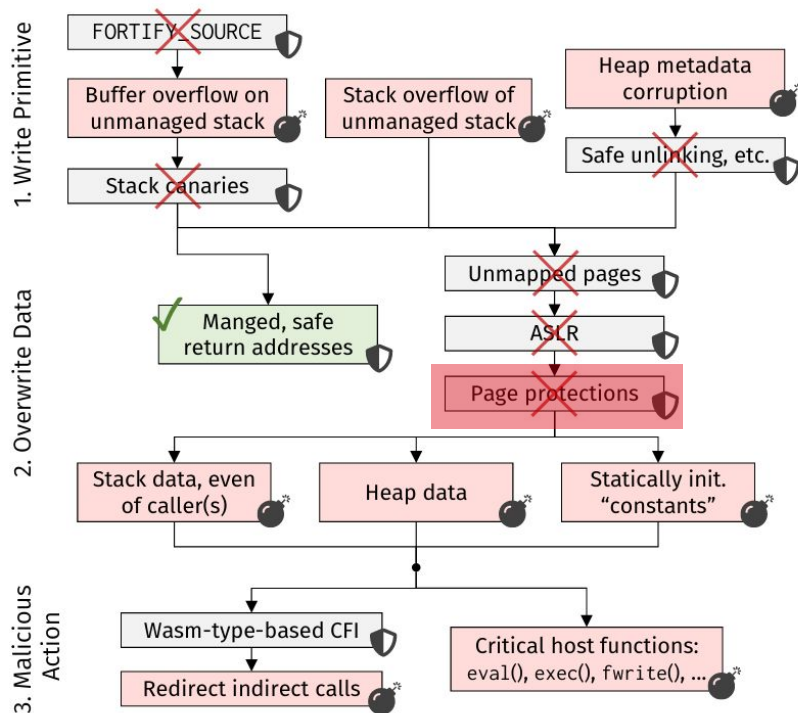 1. Write Primitive
FORTIFY_SOURCE
Buffer overflow on
unmanaged stack
Stack overflow of
unmanaged stack
Heap metadata
corruption
Stack canaries
Safe unlinking, etc.
2. Overwrite Data
Unmapped pages
Manged, safe
return addresses
ASLR
Page protections
Stack data, even
of caller(s)
Heap data
Statically init.
“constants”
3. Malicious
Action
Wasm-type-based CFI
Redirect indirect calls
Critical host functions:
eval(), exec(), fwrite(), ...